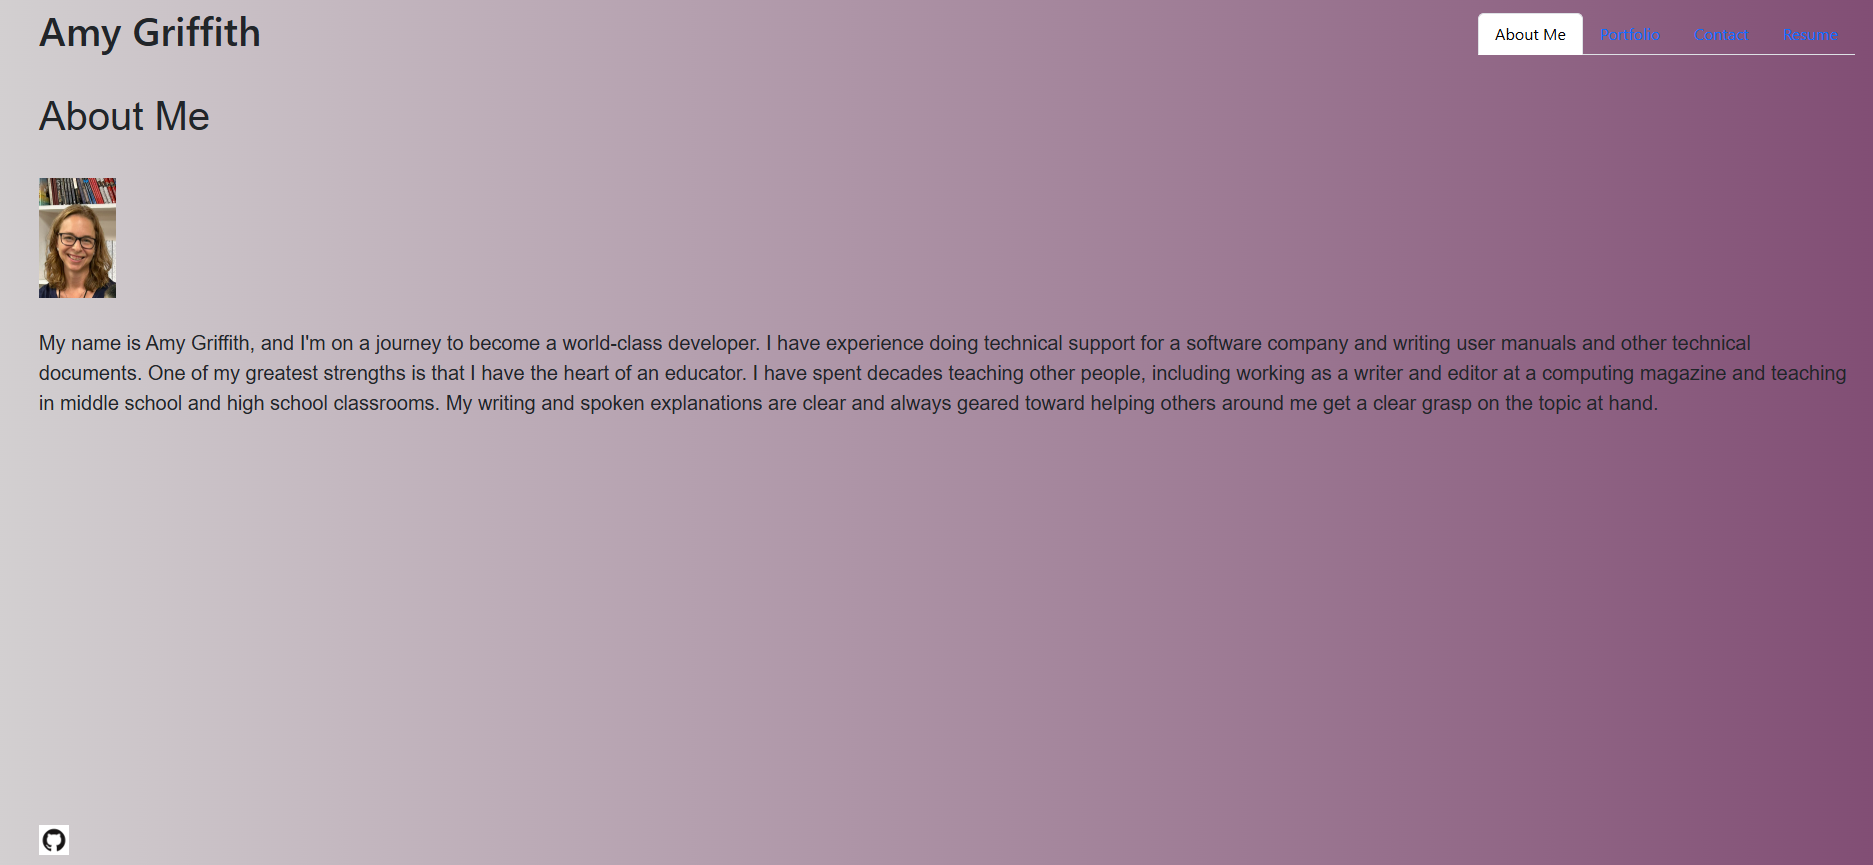 Amy Griffith
About Me Portfolio Contact Resume
About Me
My name is Amy Griffith, and I'm on a journey to become a world-class developer. I have experience doing technical support for a software company and writing user manuals and other technical
documents. One of my greatest strengths is that I have the heart of an educator. I have spent decades teaching other people, including working as a writer and editor at a computing magazine and teaching
in middle school and high school classrooms. My writing and spoken explanations are clear and always geared toward helping others around me get a clear grasp on the topic at hand.